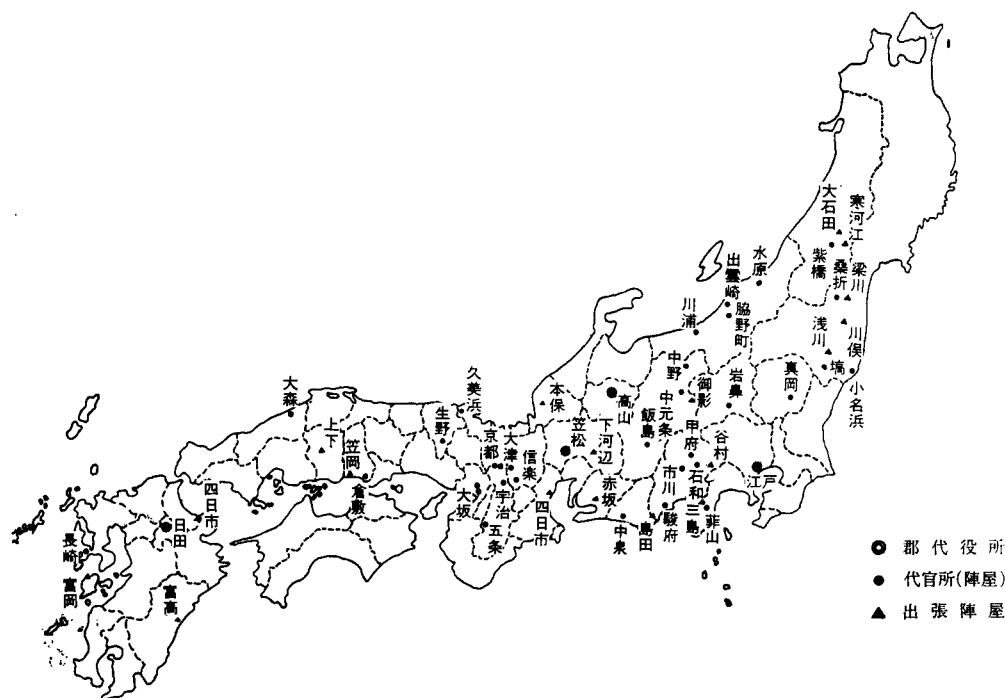 大石田
寒河江
紫橋
桑折
梁川
水原
出雲崎
脇野町
川浦
浅川
川俣
塙
小名浜
真岡
中野
御影
岩鼻
中元条
高山
飯島
甲府
谷村
江戸
本保
笠松
下河辺
市川
石和
三島
韮山
駿府
島田
中泉
赤坂
久美浜
生野
京都
大津
信楽
宇治
四日市
大坂
五条
大森
上下
笠岡
倉敷
四日市
日田
長崎
富岡
富高
郡代役所
代官所(陣屋)
出張陣屋